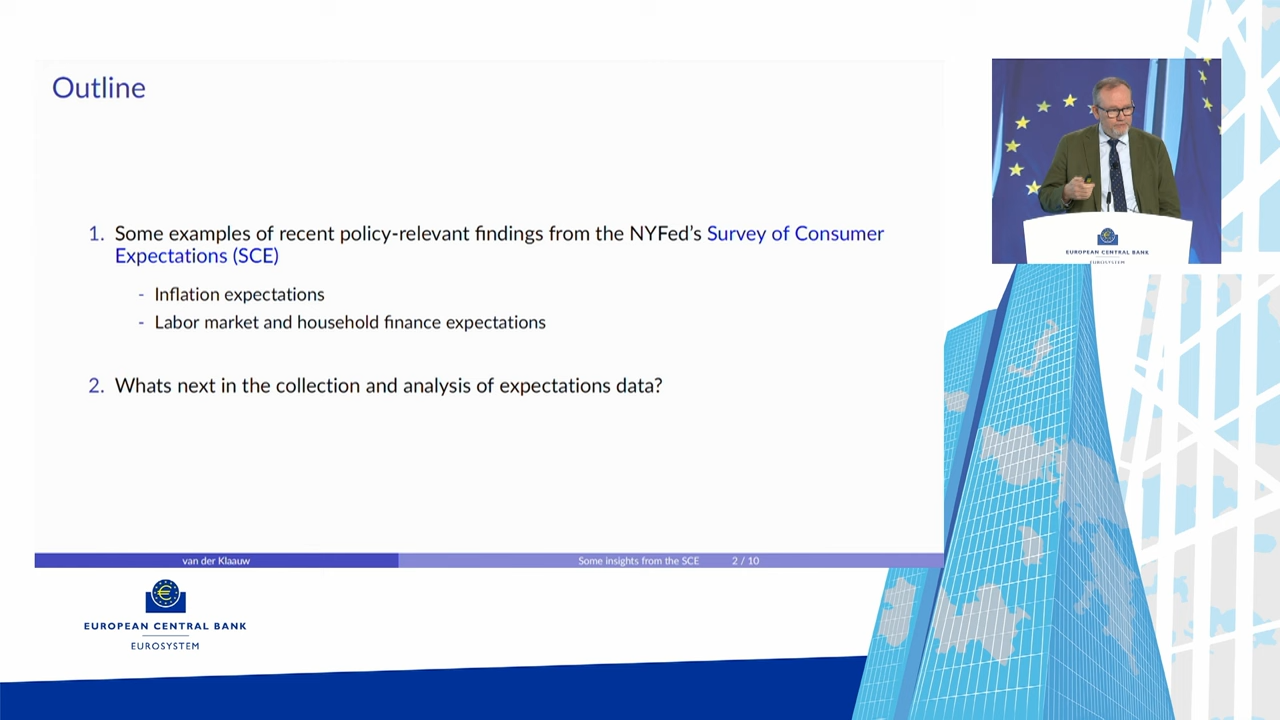 Outline
1. Some examples of recent policy-relevant findings from the NYFed's Survey of Consumer
Expectations (SCE)
- Inflation expectations
- Labor market and household finance expectations
2. Whats next in the collection and analysis of expectations data?
van der Klaauw
Some insights from the SCE
2 / 10
EUROPEAN CENTRAL BANK
EUROSYSTEM
EUROPEAN CENTRAL BANK
EUROSYSTEM